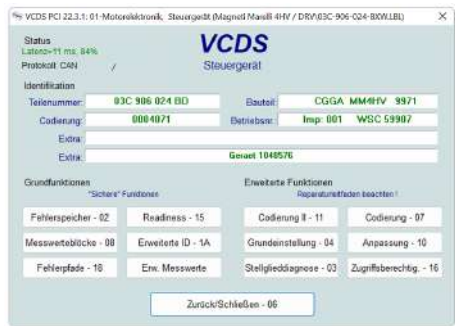 VCDS PCI 22.3.1: 01-Motorelektronik, Steuergerät (Magneti Marelli 4HV / DRV\03C-906-024-BXW.LBL)
Status
Latenz=11 ms, 84%
Protokoll: CAN /
VCDS
Steuergerät
Identifikation
Teilenummer: 03C 906 024 BD Bauteil: CGGA MM4HV 9971
Codierung: 0004071 Betriebsnr.: Imp: 001 WSC 59907
Extra:
Extra: Geraet 1048576
Grundfunktionen Erweiterte Funktionen
"Sichere" Funktionen Reparaturleitfaden beachten !
Fehlerspeicher - 02 Readiness - 15 Codierung II - 11 Codierung - 07
Messwerteblöcke - 08 Erweiterte ID - 1A Grundeinstellung - 04 Anpassung - 10
Fehlerpfade - 18 Erw. Messwerte Stellglieddiagnose - 03 Zugriffsberechtig. - 16
Zurück/Schließen - 06